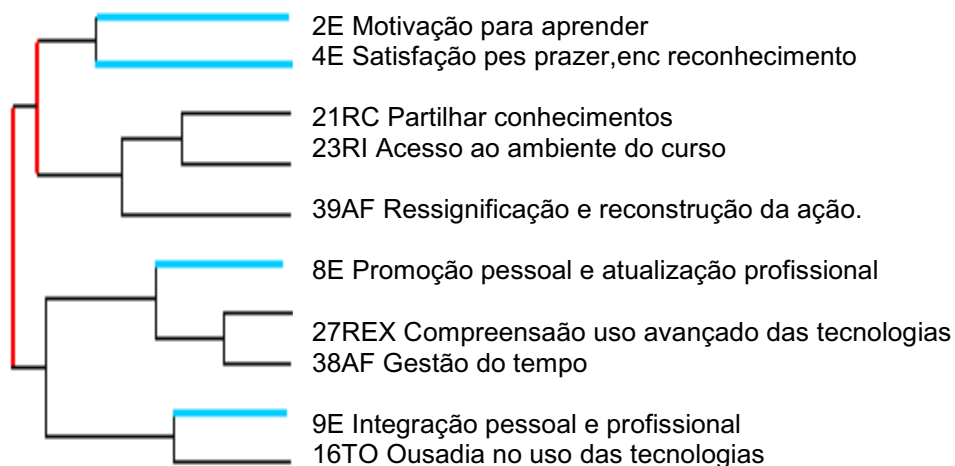 2E Motivação para aprender
4E Satisfação pes prazer,enc reconhecimento
21RC Partilhar conhecimentos
23RI Acesso ao ambiente do curso
39AF Ressignificação e reconstrução da ação.
8E Promoção pessoal e atualização profissional
27REX Compreensaão uso avançado das tecnologias
38AF Gestão do tempo
9E Integração pessoal e profissional
16TO Ousadia no uso das tecnologias